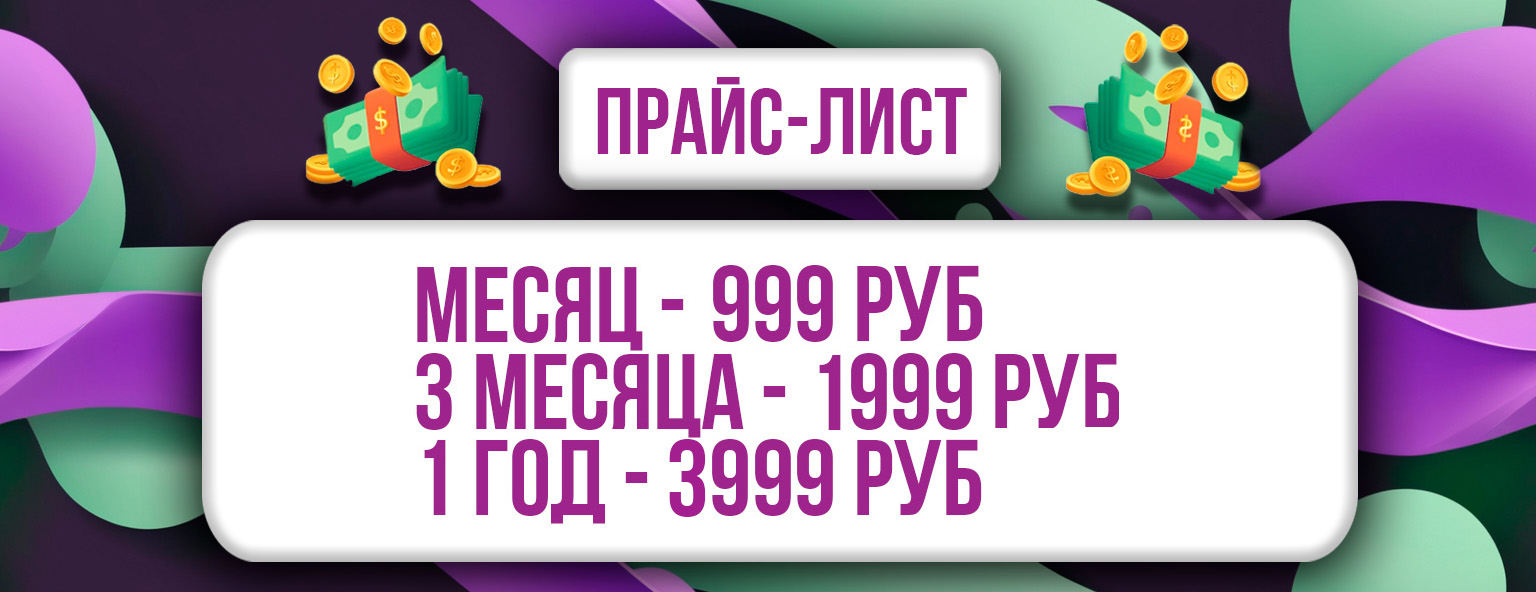 ПРАЙС-ЛИСТ
МЕСЯЦ - 999 РУБ
3 МЕСЯЦА - 1999 РУБ
1 ГОД - 3999 РУБ